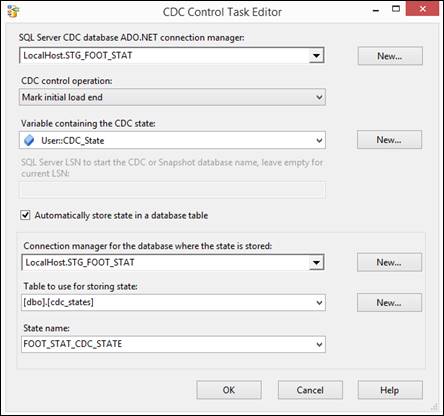 CDC Control Task Editor
SQL Server CDC database ADO.NET connection manager:
LocalHost.STG_FOOT_STAT
New...
CDC control operation:
Mark initial load end
Variable containing the CDC state:
User::CDC_State
New...
SQL Server LSN to start the CDC or Snapshot database name, leave empty for
current LSN:
Automatically store state in a database table
Connection manager for the database where the state is stored:
LocalHost.STG_FOOT_STAT
New...
Table to use for storing state:
[dbo].[cdc_states]
New...
State name:
FOOT_STAT_CDC_STATE
OK Cancel Help